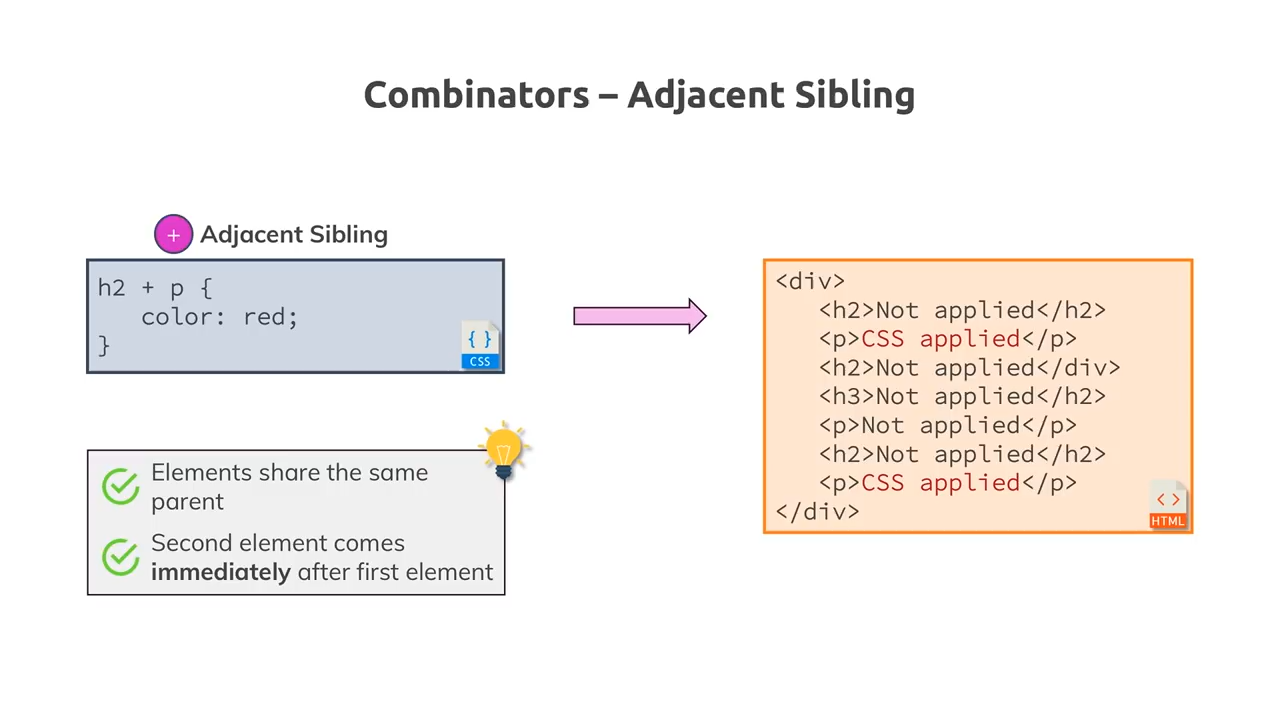 Combinators – Adjacent Sibling
+ Adjacent Sibling
h2 + p {
color: red;
}
{ }
CSS
Elements share the same
parent
Second element comes
immediately after first element
<div>
<h2>Not applied</h2>
<p>CSS applied</p>
<h2>Not applied</div>
<h3>Not applied</h2>
<p>Not applied</p>
<h2>Not applied</h2>
<p>CSS applied</p>
</div>
< >
HTML